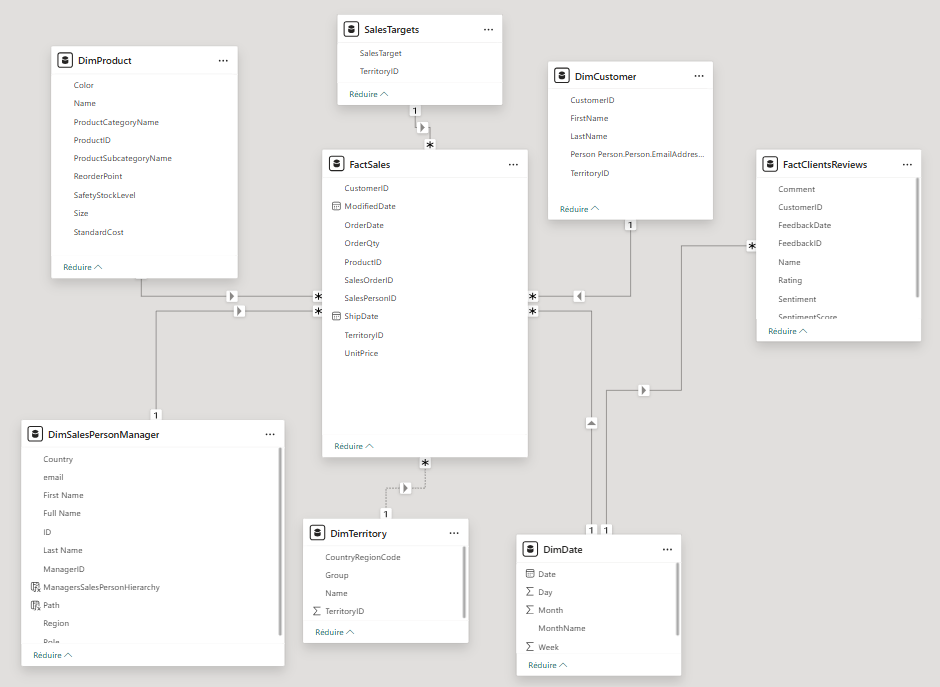 SalesTargets
SalesTarget
TerritoryID
Réduire
DimProduct
Color
Name
ProductCategoryName
ProductID
ProductSubcategoryName
ReorderPoint
SafetyStockLevel
Size
StandardCost
Réduire
DimCustomer
CustomerID
FirstName
LastName
Person Person.Person.EmailAddres...
TerritoryID
Réduire
1
*
FactSales
CustomerID
ModifiedDate
OrderDate
OrderQty
ProductID
SalesOrderID
SalesPersonID
ShipDate
TerritoryID
UnitPrice
Réduire
FactClientsReviews
Comment
CustomerID
FeedbackDate
FeedbackID
Name
Rating
Sentiment
SentimentScore
Réduire
1
*
*
*
*
*
1
DimSalesPersonManager
Country
email
First Name
Full Name
ID
Last Name
ManagerID
ManagersSalesPersonHierarchy
Path
Region
Role
Réduire
*
1
DimTerritory
CountryRegionCode
Group
Name
TerritoryID
Réduire
1
1
DimDate
Date
Day
Month
MonthName
Week
Réduire